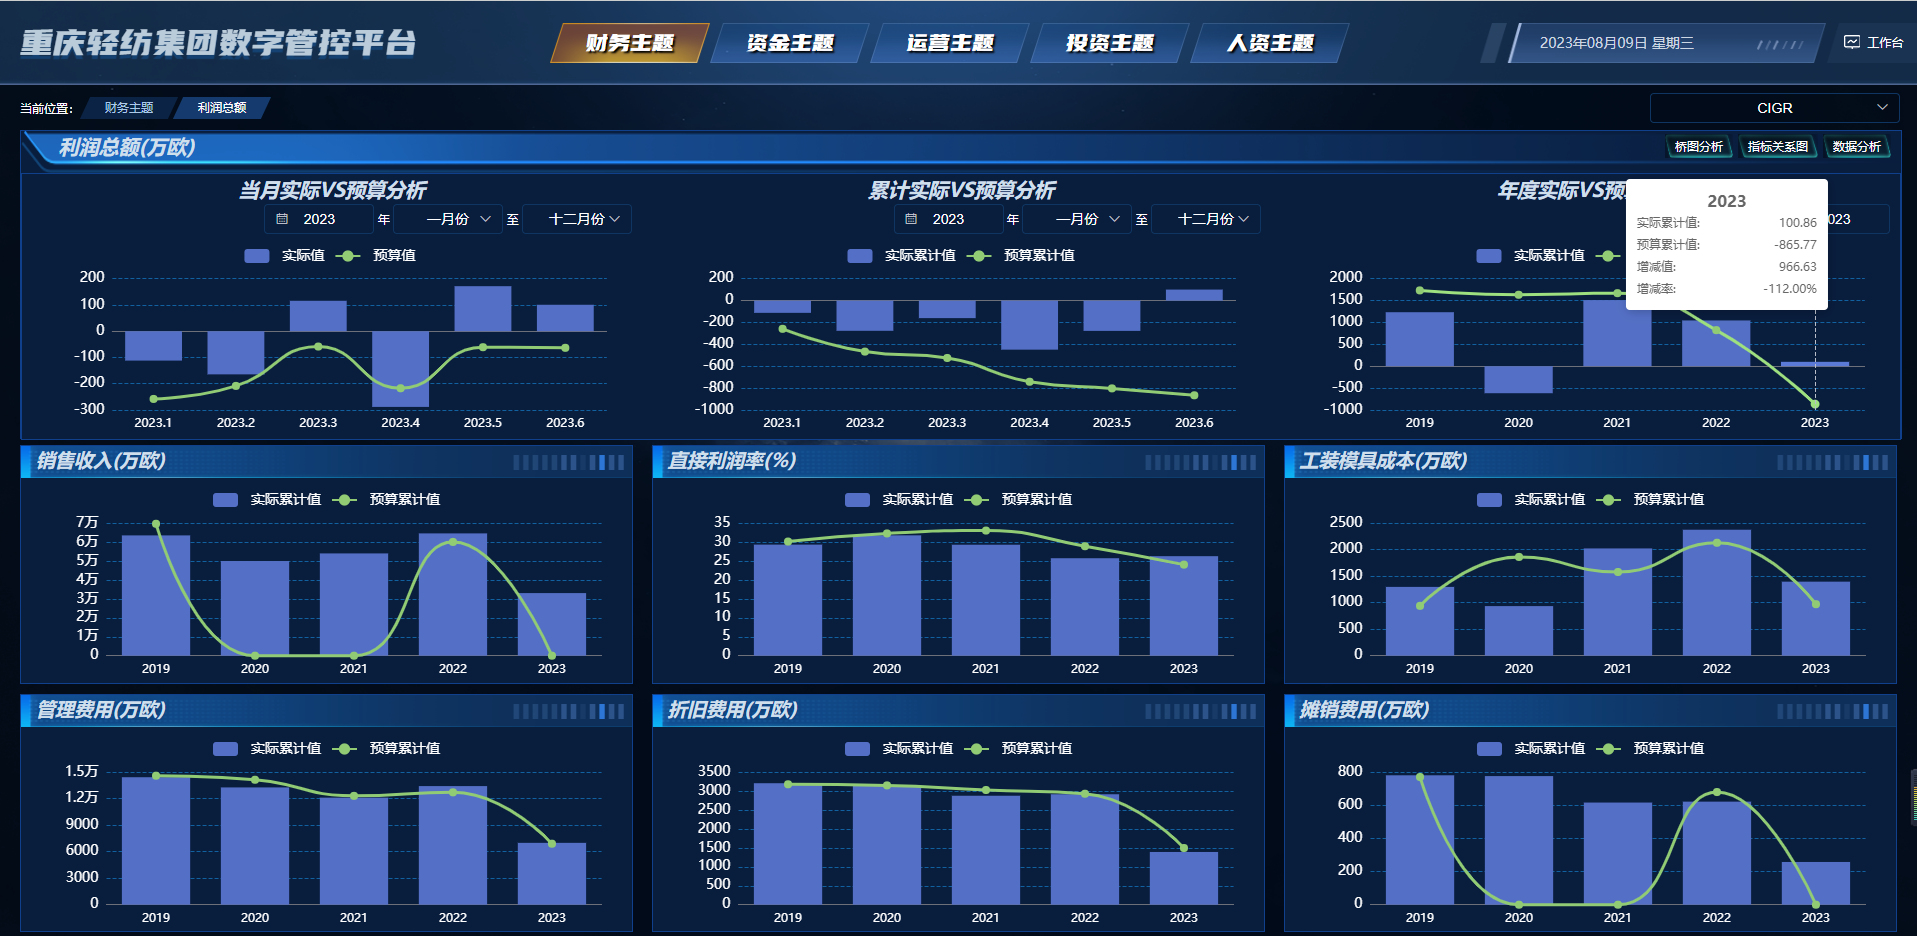 重庆轻纺集团数字管控平台
财务主题
资金主题
运营主题
投资主题
人资主题
2023年08月09日 星期三
工作台
当前位置:
财务主题
利润总额
CIGR
利润总额(万欧)
桥图分析
指标关系图
数据分析
当月实际VS预算分析
2023 年 一月份 至 十二月份
实际值 预算值
200
100
0
-100
-200
-300
2023.1 2023.2 2023.3 2023.4 2023.5 2023.6
累计实际VS预算分析
2023 年 一月份 至 十二月份
实际累计值 预算累计值
200
0
-200
-400
-600
-800
-1000
2023.1 2023.2 2023.3 2023.4 2023.5 2023.6
年度实际VS预
023
实际累计值
2023
实际累计值: 100.86
预算累计值: -865.77
增减值: 966.63
增减率: -112.00%
2000
1500
1000
500
0
-500
-1000
2019 2020 2021 2022 2023
销售收入(万欧)
实际累计值 预算累计值
7万
6万
5万
4万
3万
2万
1万
0
2019 2020 2021 2022 2023
直接利润率(%)
实际累计值 预算累计值
35
30
25
20
15
10
5
0
2019 2020 2021 2022 2023
工装模具成本(万欧)
实际累计值 预算累计值
2500
2000
1500
1000
500
0
2019 2020 2021 2022 2023
管理费用(万欧)
实际累计值 预算累计值
1.5万
1.2万
9000
6000
3000
0
2019 2020 2021 2022 2023
折旧费用(万欧)
实际累计值 预算累计值
3500
3000
2500
2000
1500
1000
500
0
2019 2020 2021 2022 2023
摊销费用(万欧)
实际累计值 预算累计值
800
600
400
200
0
2019 2020 2021 2022 2023